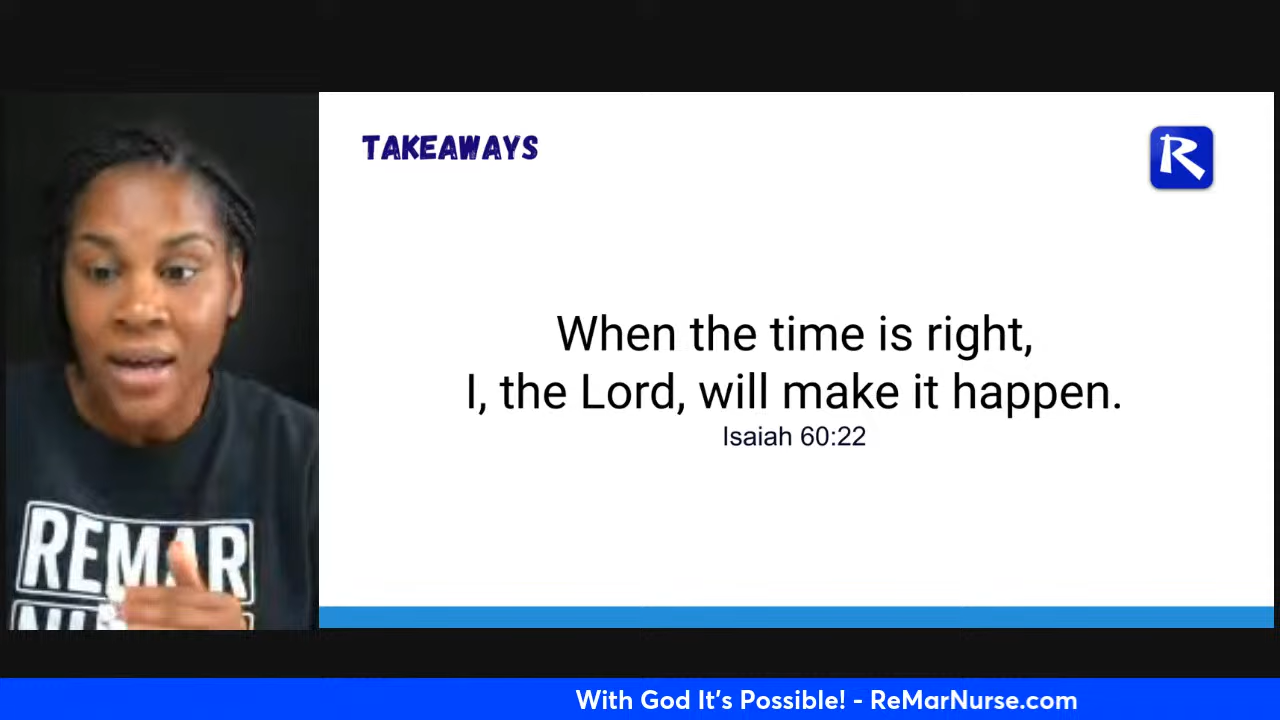 TAKEAWAYS
R
When the time is right,
I, the Lord, will make it happen.
Isaiah 60:22
REMAR
With God It's Possible! - ReMarNurse.com